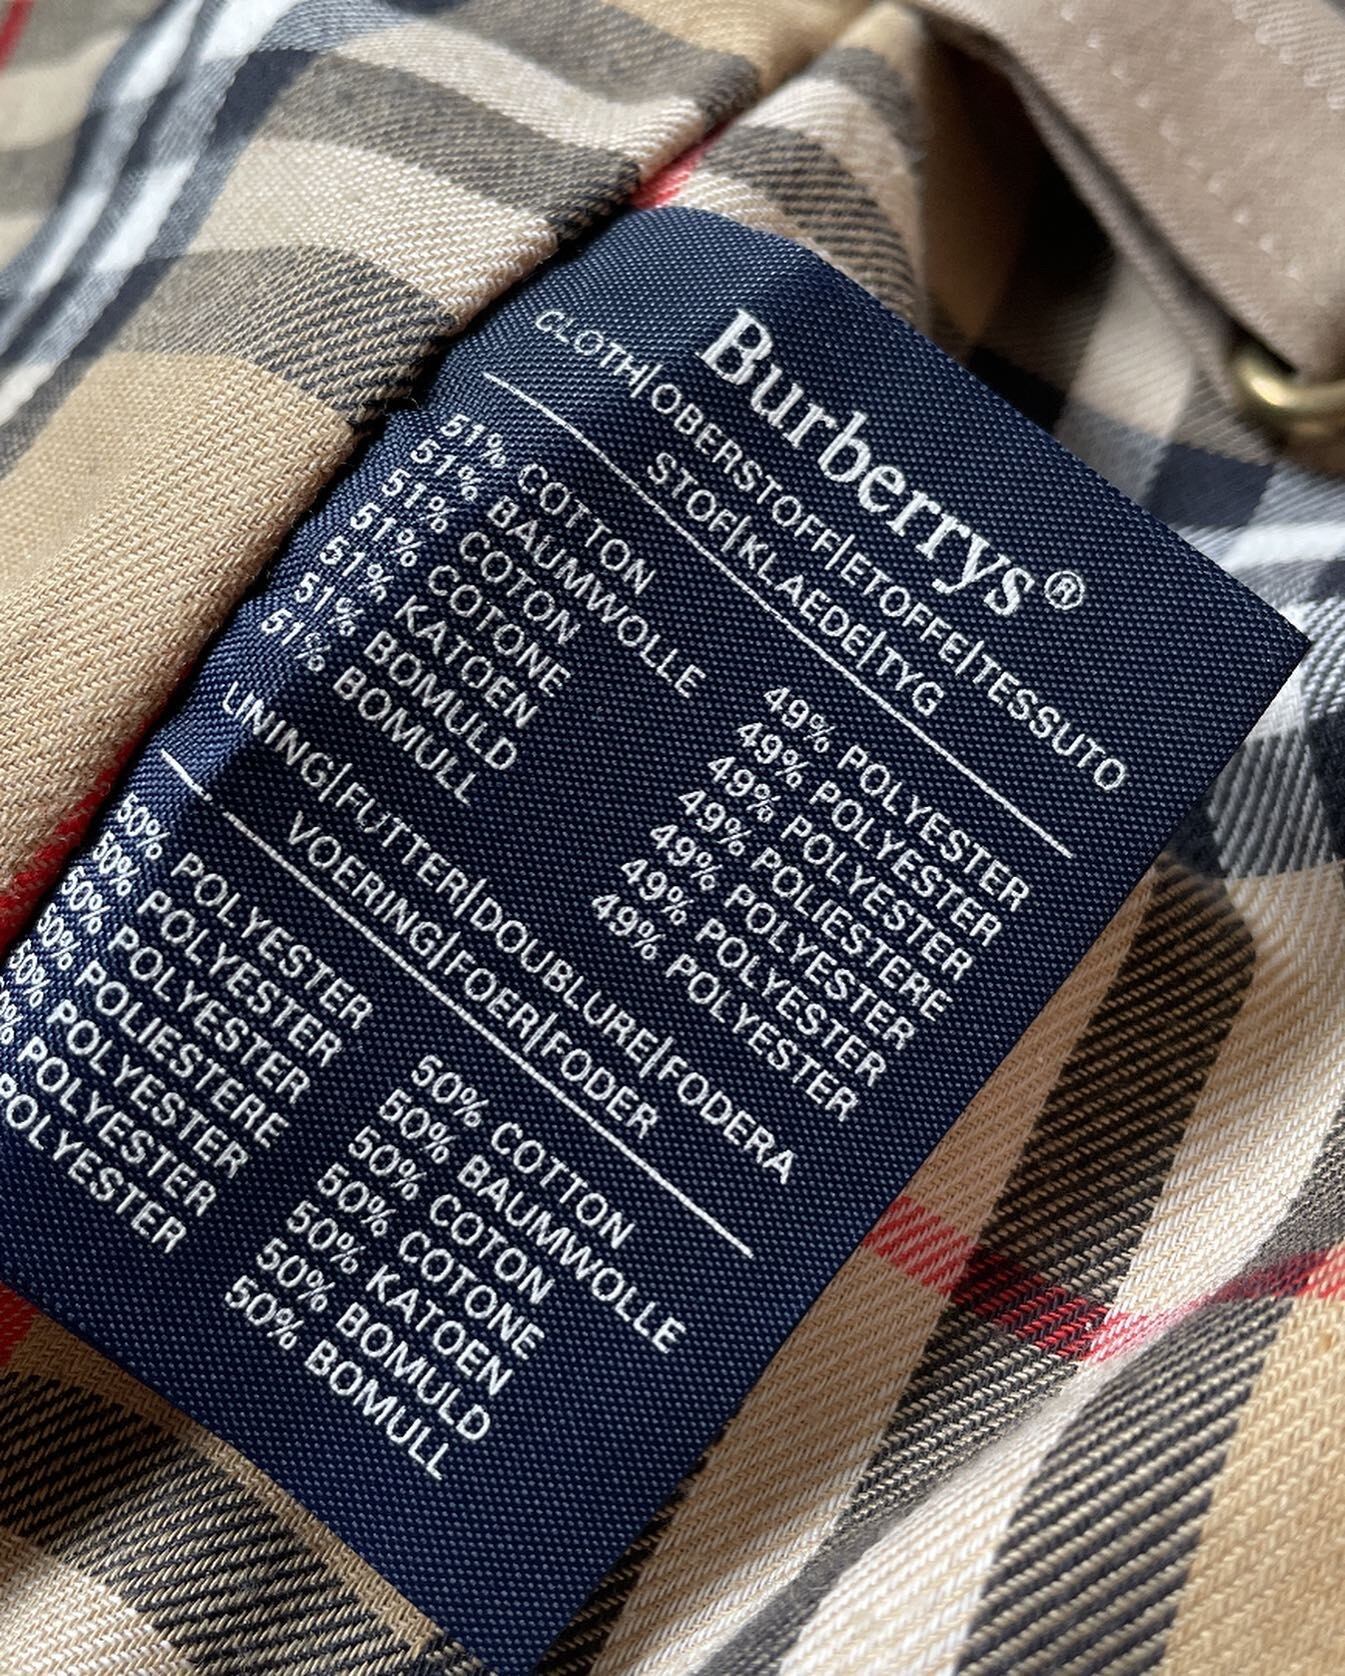 Burberrys®
CLOTH|OBERSTOFF|ETOFFE|TESSUTO
STOF|KLAEDE|TYG
51% COTTON 49% POLYESTER
51% BAUMWOLLE 49% POLYESTER
51% COTON 49% POLYESTER
51% COTONE 49% POLIESTERE
51% KATOEN 49% POLYESTER
51% BOMULD 49% POLYESTER
51% BOMULL 49% POLYESTER
LINING|FUTTER|DOUBLURE|FODERA
VOERING|FOER|FODER
50% POLYESTER 50% COTTON
50% POLYESTER 50% BAUMWOLLE
50% POLYESTER 50% COTON
50% POLIESTERE 50% COTONE
50% POLYESTER 50% KATOEN
POLYESTER 50% BOMULD
POLYESTER 50% BOMULL